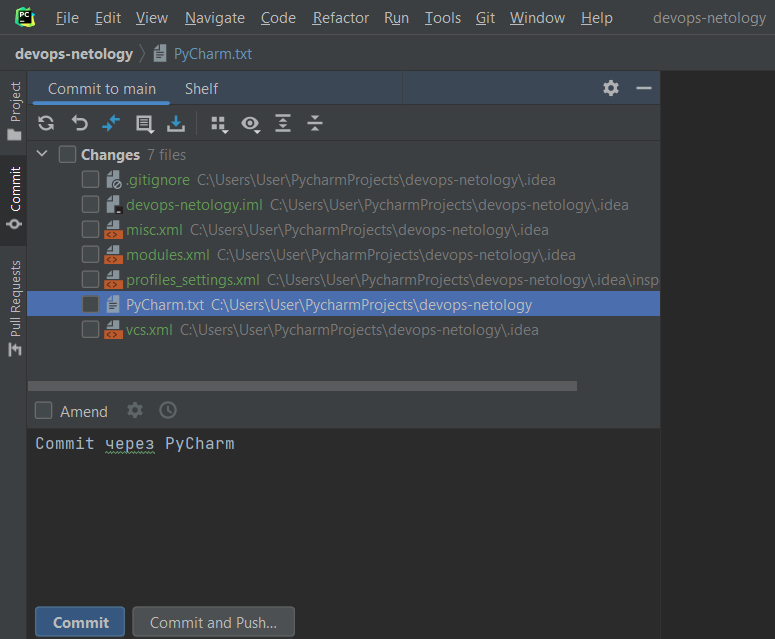 PC File Edit View Navigate Code Refactor Run Tools Git Window Help devops-netology
devops-netology PyCharm.txt
Project
Commit
Pull Requests
Commit to main Shelf
Changes 7 files
.gitignore C:\Users\User\PycharmProjects\devops-netology\.idea
devops-netology.iml C:\Users\User\PycharmProjects\devops-netology\.idea
misc.xml C:\Users\User\PycharmProjects\devops-netology\.idea
modules.xml C:\Users\User\PycharmProjects\devops-netology\.idea
profiles_settings.xml C:\Users\User\PycharmProjects\devops-netology\.idea\insp
PyCharm.txt C:\Users\User\PycharmProjects\devops-netology
vcs.xml C:\Users\User\PycharmProjects\devops-netology\.idea
Amend
Commit через PyCharm
Commit Commit and Push...